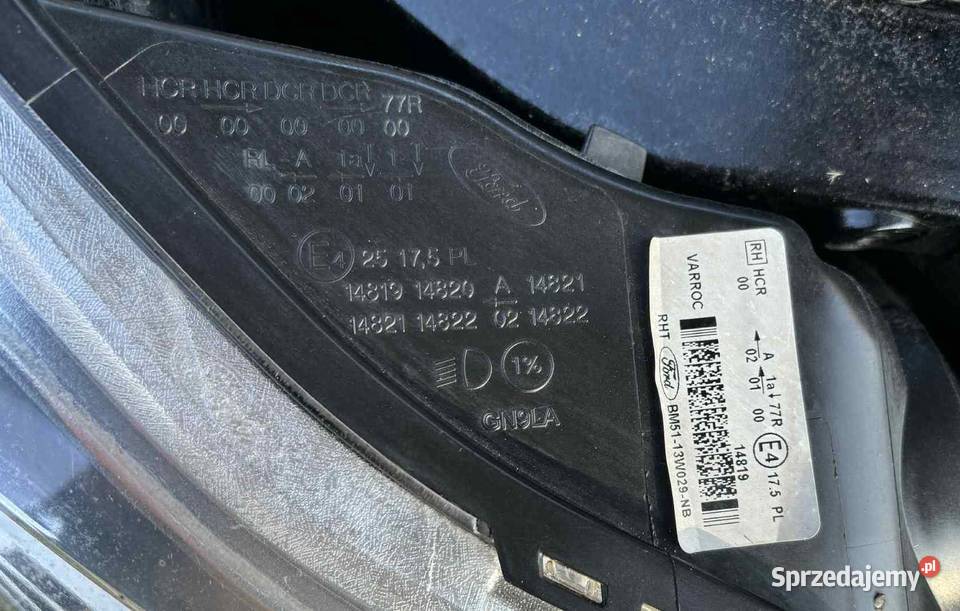 HCR HCR DCR DCR 77R
00 00 00 00 00
RL-A 1a 1
00 02 01 01
Ford
E4 25 17,5 PL
14819 14820 A 14821
14821 14822 02 14822
1%
GN9LA
RH HCR A 1a 77R E4 17.5 PL
00 02 01 00
14819
VARROC
RHT Ford BM51-13W029-NB
Sprzedajemy.pl